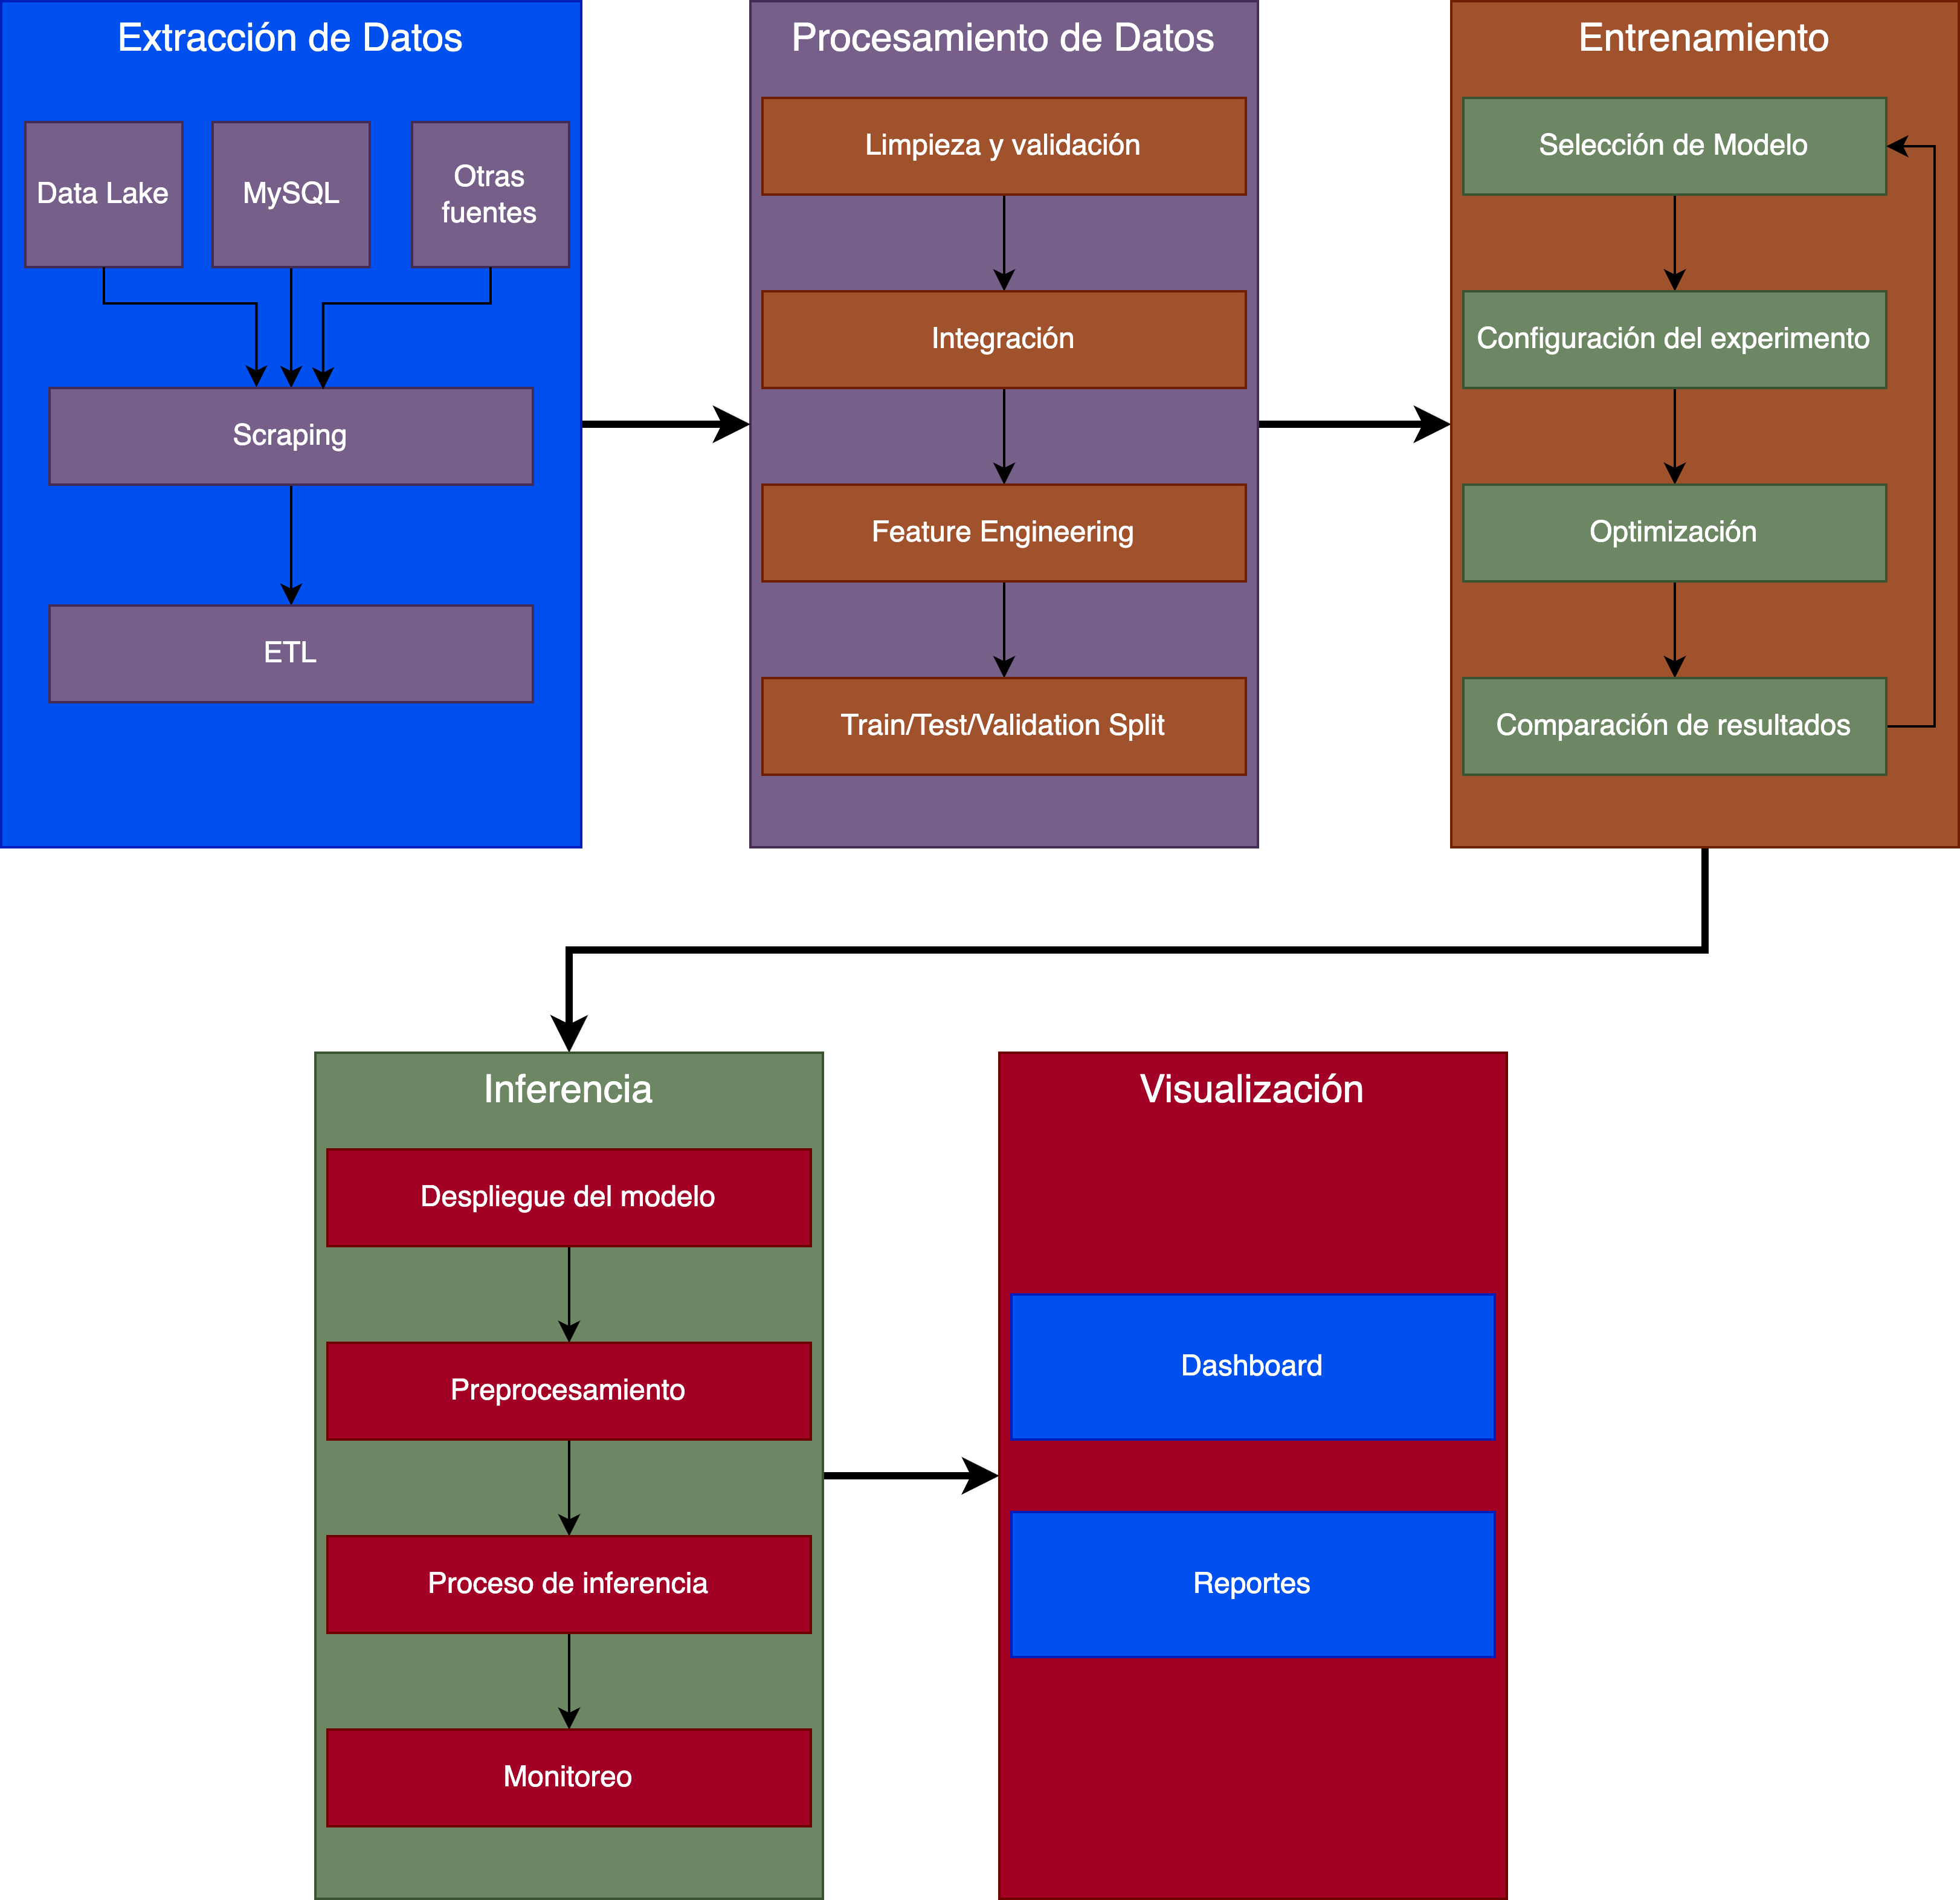 Extracción de Datos
Data Lake
MySQL
Otras
fuentes
Scraping
ETL
Procesamiento de Datos
Limpieza y validación
Integración
Feature Engineering
Train/Test/Validation Split
Entrenamiento
Selección de Modelo
Configuración del experimento
Optimización
Comparación de resultados
Inferencia
Despliegue del modelo
Preprocesamiento
Proceso de inferencia
Monitoreo
Visualización
Dashboard
Reportes